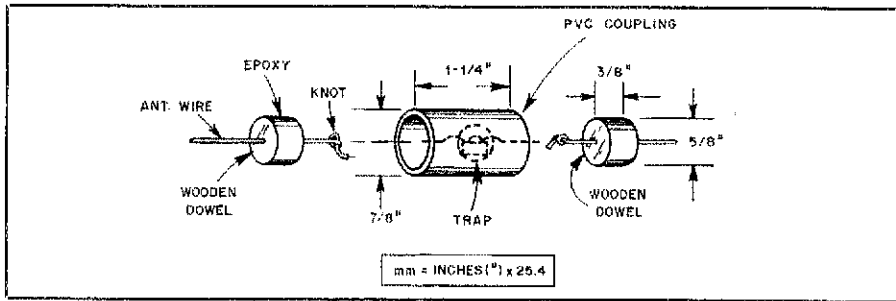 PVC COUPLING
1-1/4"
3/8"
EPOXY
KNOT
ANT. WIRE
5/8"
WOODEN
DOWEL
7/8"
TRAP
WOODEN
DOWEL
mm = INCHES(") x 25.4